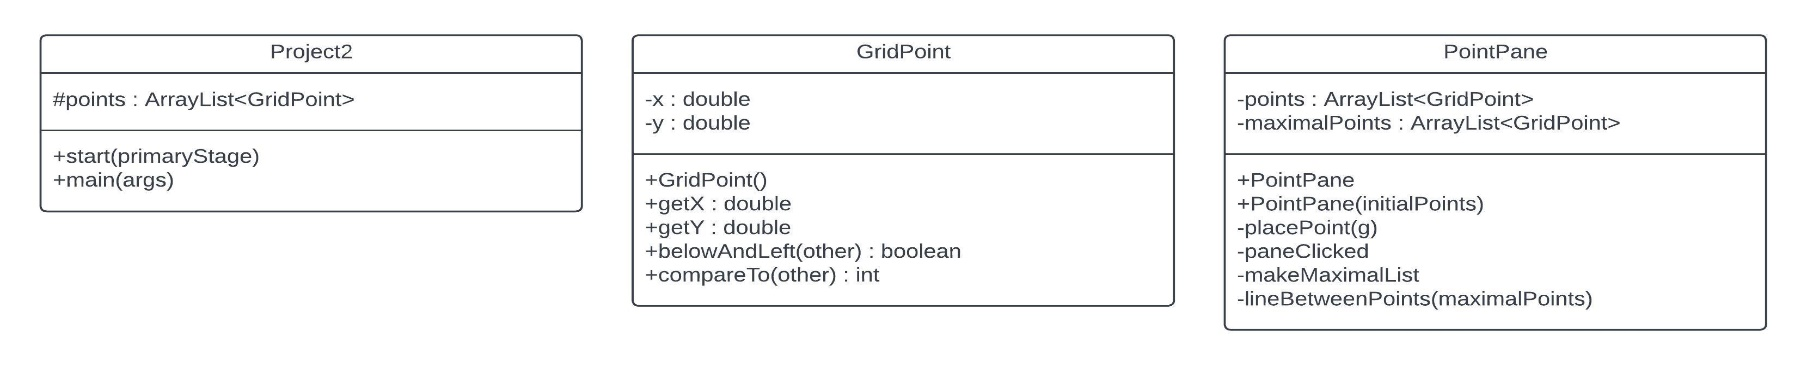 Project2
#points : ArrayList<GridPoint>
+start(primaryStage)
+main(args)
GridPoint
-x : double
-y : double
+GridPoint()
+getX : double
+getY : double
+belowAndLeft(other) : boolean
+compareTo(other) : int
PointPane
-points : ArrayList<GridPoint>
-maximalPoints : ArrayList<GridPoint>
+PointPane
+PointPane(initialPoints)
-placePoint(g)
-paneClicked
-makeMaximalList
-lineBetweenPoints(maximalPoints)